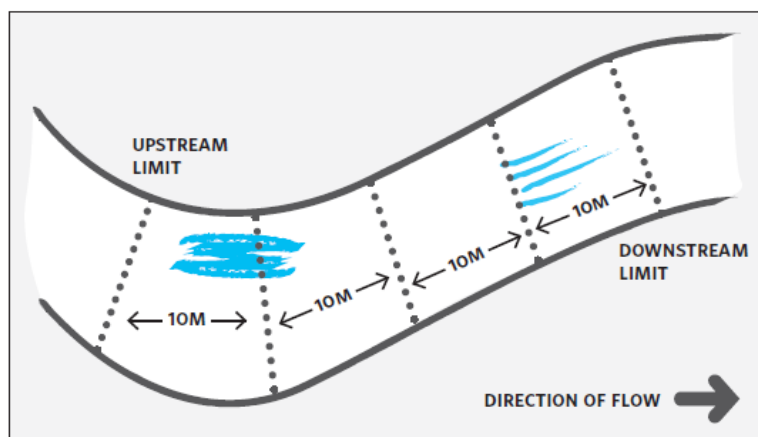 UPSTREAM
LIMIT
10M
10M
10M
10M
DOWNSTREAM
LIMIT
DIRECTION OF FLOW